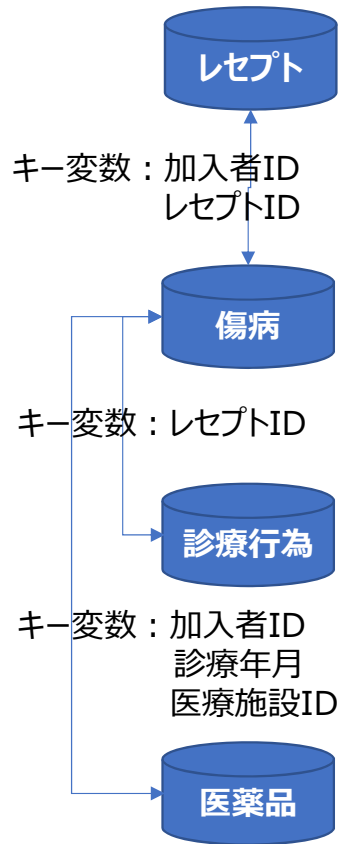 レセプト
キー変数：加入者ID
レセプトID
傷病
キー変数：レセプトID
診療行為
キー変数：加入者ID
診療年月
医療施設ID
医薬品